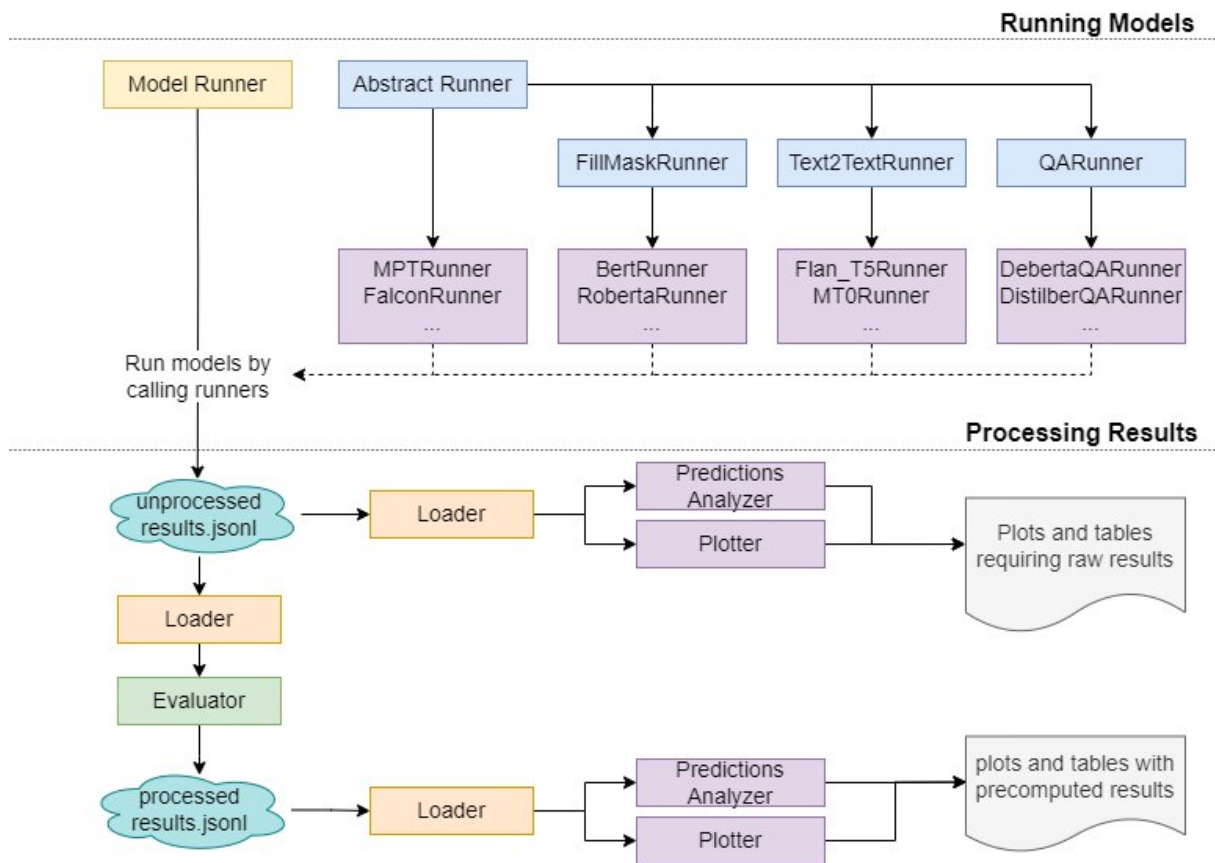 Running Models
Model Runner
Abstract Runner
FillMaskRunner
Text2TextRunner
QARunner
MPTRunner
FalconRunner
...
BertRunner
RobertaRunner
...
Flan_T5Runner
MT0Runner
...
DebertaQARunner
DistilberQARunner
...
Run models by
calling runners
Processing Results
unprocessed
results.jsonl
Loader
Predictions
Analyzer
Plotter
Plots and tables
requiring raw results
Loader
Evaluator
processed
results.jsonl
Loader
Predictions
Analyzer
Plotter
plots and tables with
precomputed results